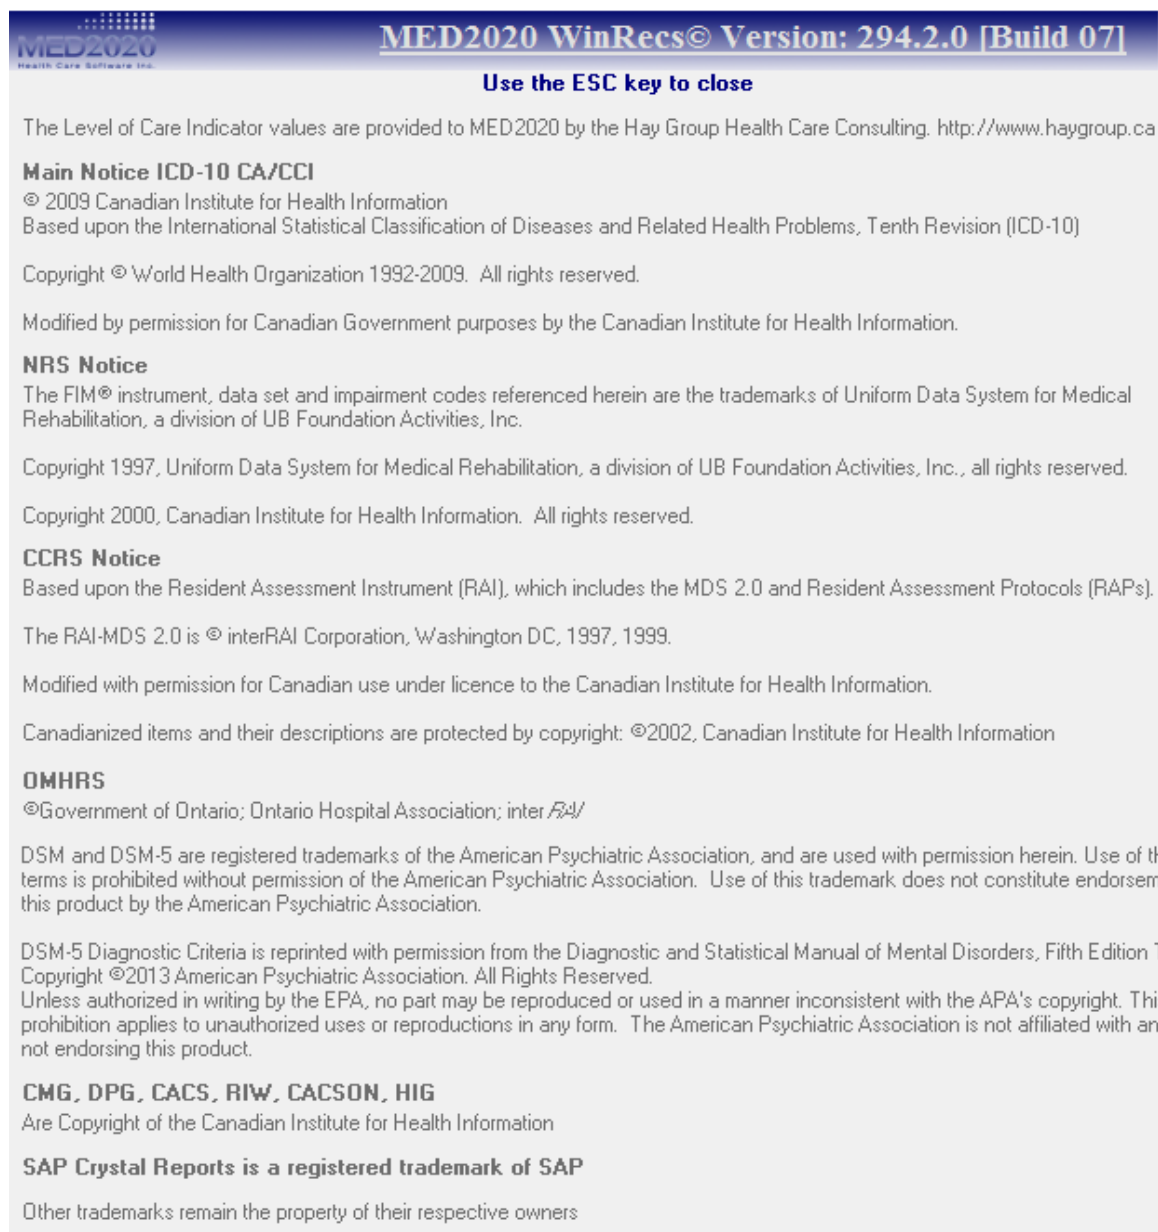 MED2020
Health Care Software Inc.
MED2020 WinRecs© Version: 294.2.0 [Build 07]
Use the ESC key to close
The Level of Care Indicator values are provided to MED2020 by the Hay Group Health Care Consulting. http://www.haygroup.ca
Main Notice ICD-10 CA/CCI
© 2009 Canadian Institute for Health Information
Based upon the International Statistical Classification of Diseases and Related Health Problems, Tenth Revision (ICD-10)
Copyright © World Health Organization 1992-2009.  All rights reserved.
Modified by permission for Canadian Government purposes by the Canadian Institute for Health Information.
NRS Notice
The FIM® instrument, data set and impairment codes referenced herein are the trademarks of Uniform Data System for Medical
Rehabilitation, a division of UB Foundation Activities, Inc.
Copyright 1997, Uniform Data System for Medical Rehabilitation, a division of UB Foundation Activities, Inc., all rights reserved.
Copyright 2000, Canadian Institute for Health Information.  All rights reserved.
CCRS Notice
Based upon the Resident Assessment Instrument (RAI), which includes the MDS 2.0 and Resident Assessment Protocols (RAPs).
The RAI-MDS 2.0 is © interRAI Corporation, Washington DC, 1997, 1999.
Modified with permission for Canadian use under licence to the Canadian Institute for Health Information.
Canadianized items and their descriptions are protected by copyright: ©2002, Canadian Institute for Health Information
OMHRS
©Government of Ontario; Ontario Hospital Association; inter RAI
DSM and DSM-5 are registered trademarks of the American Psychiatric Association, and are used with permission herein. Use of
terms is prohibited without permission of the American Psychiatric Association.  Use of this trademark does not constitute
this product by the American Psychiatric Association.
DSM-5 Diagnostic Criteria is reprinted with permission from the Diagnostic and Statistical Manual of Mental Disorders, Fifth Edition
Copyright ©2013 American Psychiatric Association. All Rights Reserved.
Unless authorized in writing by the EPA, no part may be reproduced or used in a manner inconsistent with the APA's copyright.
prohibition applies to unauthorized uses or reproductions in any form.  The American Psychiatric Association is not affiliated with
not endorsing this product.
CMG, DPG, CACS, RIW, CACSON, HIG
Are Copyright of the Canadian Institute for Health Information
SAP Crystal Reports is a registered trademark of SAP
Other trademarks remain the property of their respective owners